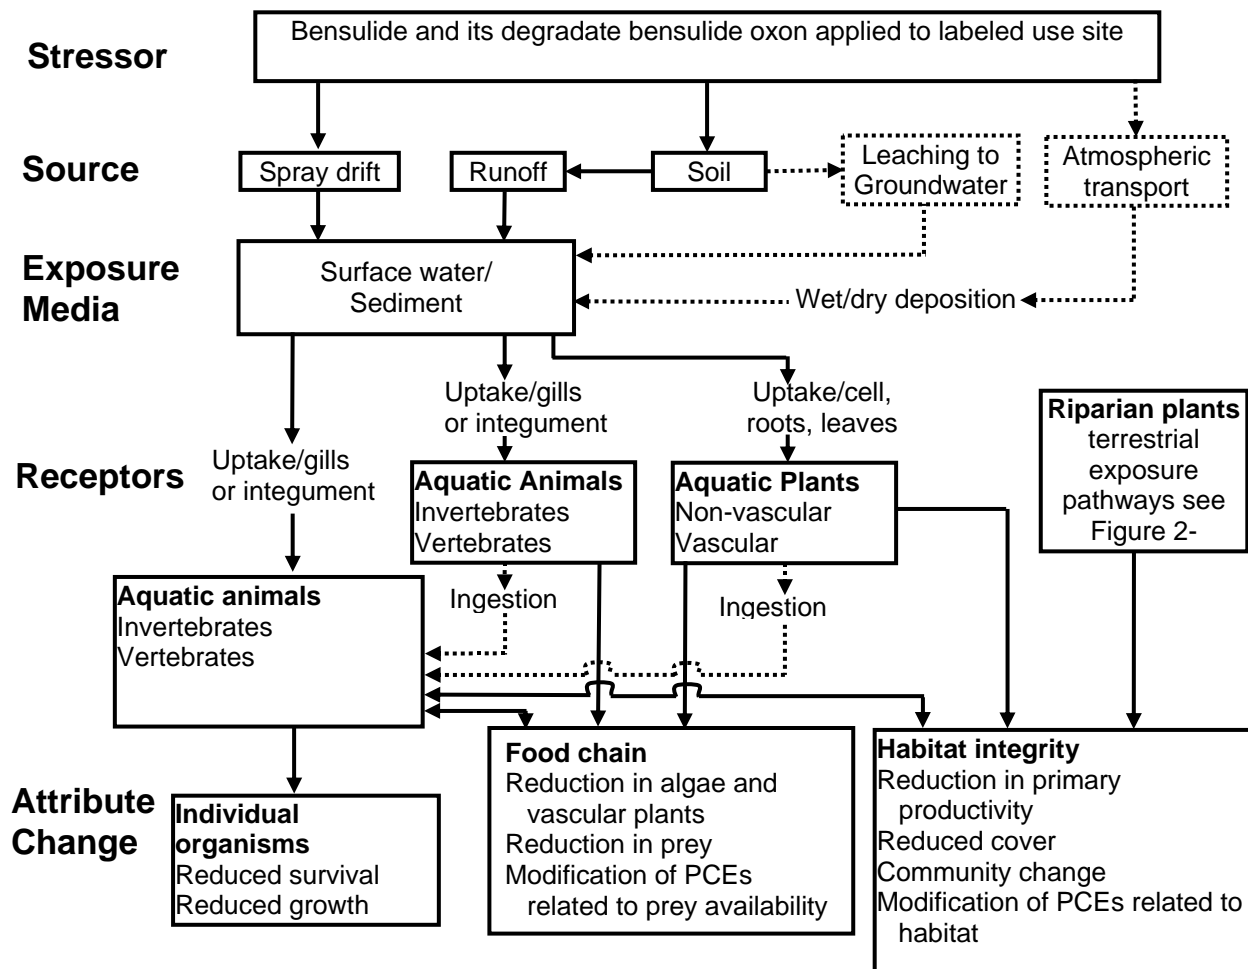 Stressor
Bensulide and its degradate bensulide oxon applied to labeled use site
Source
Spray drift
Runoff
Soil
Leaching to
Groundwater
Atmospheric
transport
Exposure
Media
Surface water/
Sediment
Wet/dry deposition
Uptake/gills
or integument
Uptake/cell,
roots, leaves
Riparian plants
terrestrial
exposure
pathways see
Figure 2-
Receptors
Uptake/gills
or integument
Aquatic Animals
Invertebrates
Vertebrates
Aquatic Plants
Non-vascular
Vascular
Ingestion
Ingestion
Aquatic animals
Invertebrates
Vertebrates
Attribute
Change
Individual
organisms
Reduced survival
Reduced growth
Food chain
Reduction in algae and
vascular plants
Reduction in prey
Modification of PCEs
related to prey availability
Habitat integrity
Reduction in primary
productivity
Reduced cover
Community change
Modification of PCEs related to
habitat